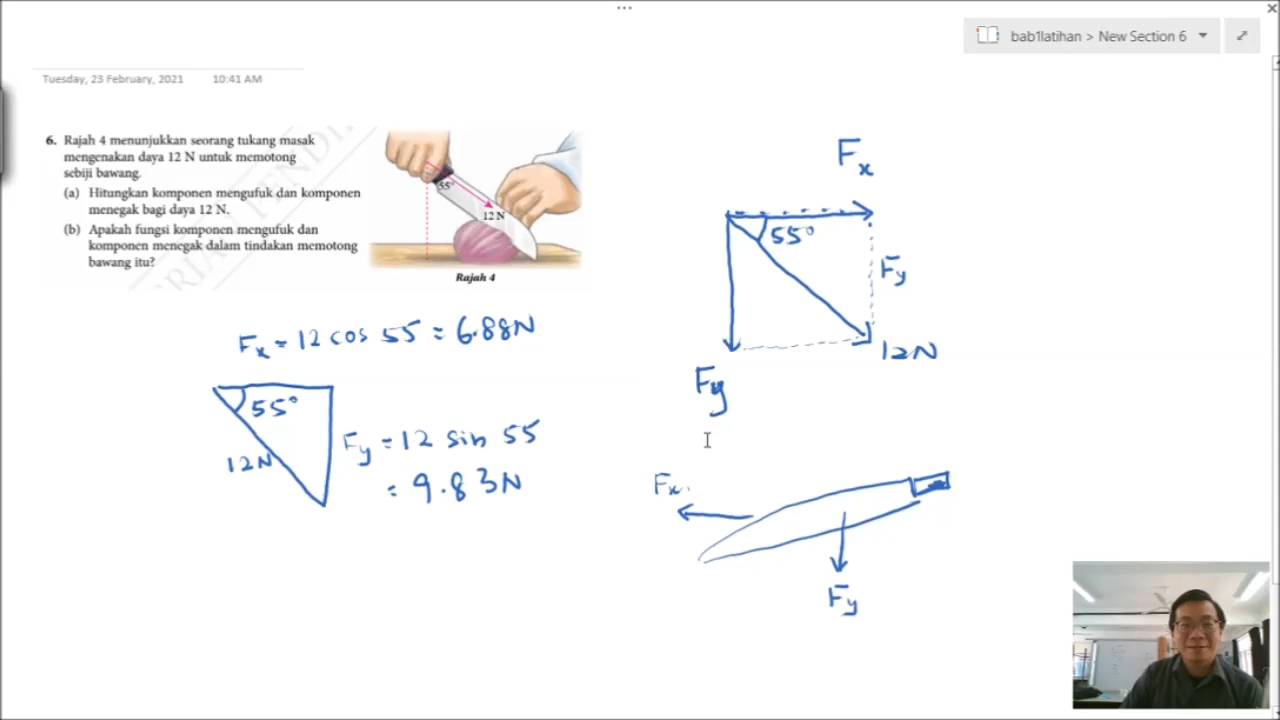 bab1latihan > New Section 6
Tuesday, 23 February, 2021 10:41 AM
6. Rajah 4 menunjukkan seorang tukang masak
mengenakan daya 12 N untuk memotong
sebiji bawang.
(a) Hitungkan komponen mengufuk dan komponen
menegak bagi daya 12 N.
(b) Apakah fungsi komponen mengufuk dan
komponen menegak dalam tindakan memotong
bawang itu?
55°
12 N
Rajah 4
Fx
55°
Fy
12N
Fy
Fx = 12 cos 55 = 6.88N
55°
12N
Fy = 12 sin 55
= 9.83N
Fx
Fy